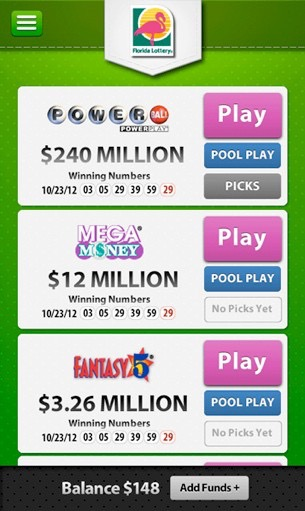 Florida Lottery
POWERBALL
POWERPLAY
Play
$240 MILLION
POOL PLAY
Winning Numbers
PICKS
10/23/12 03 05 29 39 59 29
MEGA
MONEY
Play
$12 MILLION
POOL PLAY
Winning Numbers
No Picks Yet
10/23/12 03 05 29 39 59 29
FANTASY 5
Play
$3.26 MILLION
POOL PLAY
Winning Numbers
No Picks Yet
10/23/12 03 05 29 39 59 29
Balance $148 Add Funds +